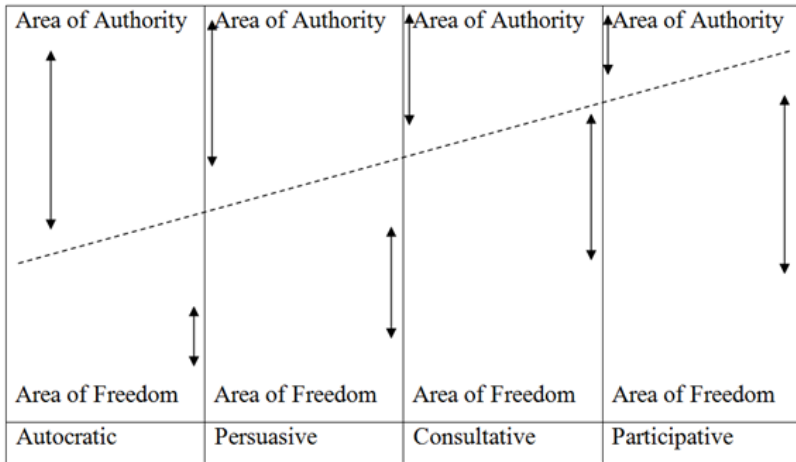 Area of Authority
Area of Authority
Area of Authority
Area of Authority
Area of Freedom
Area of Freedom
Area of Freedom
Area of Freedom
Autocratic
Persuasive
Consultative
Participative